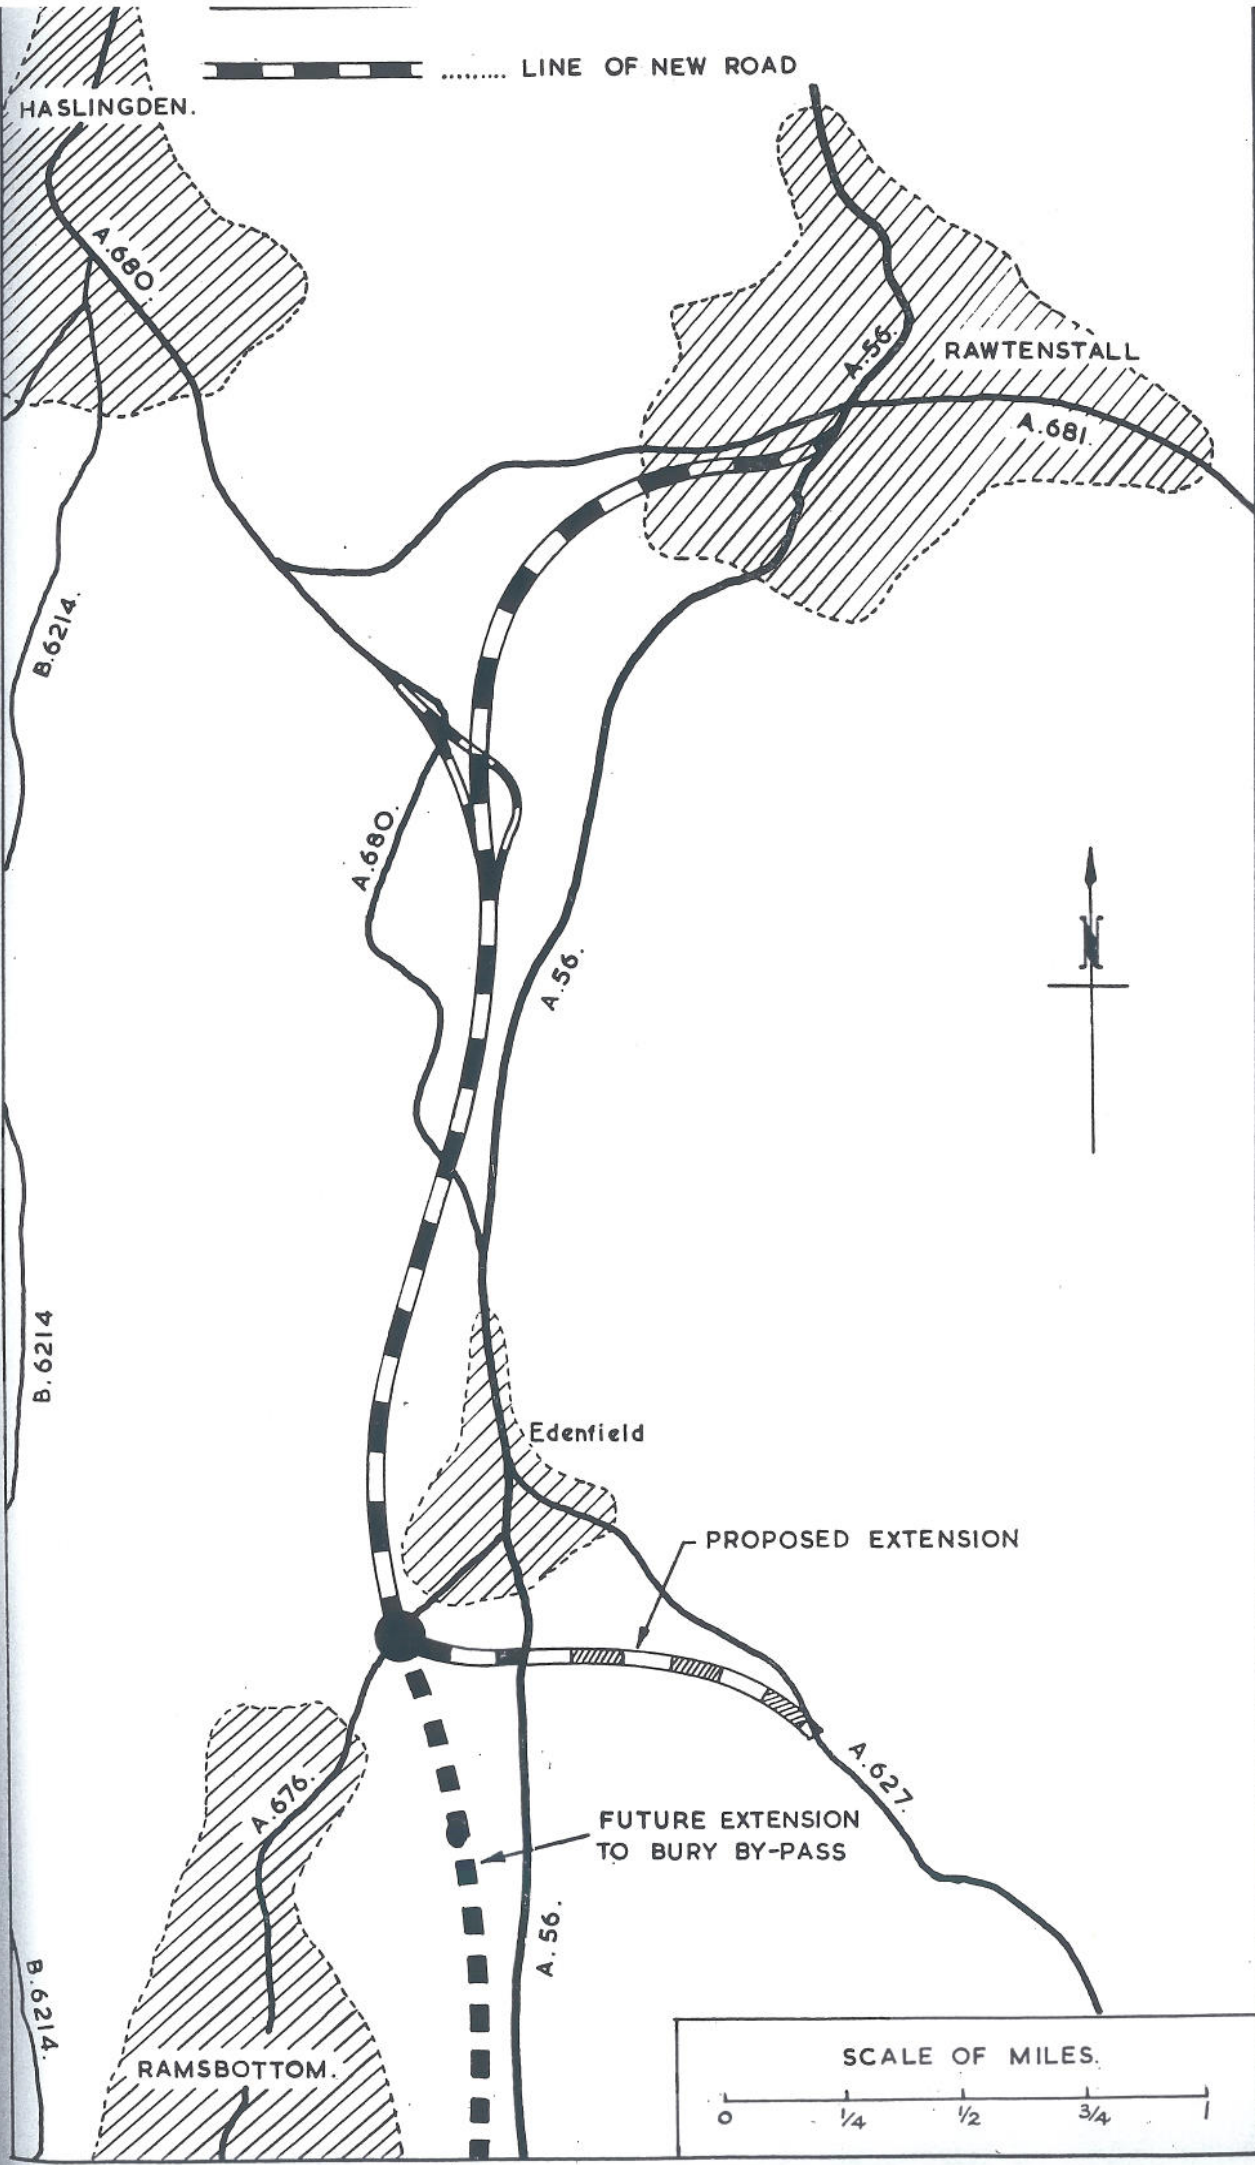 ......... LINE OF NEW ROAD
HASLINGDEN.
A.680
A.56.
RAWTENSTALL
A.681.
B.6214.
A.680.
A.56.
N
B.6214
Edenfield
PROPOSED EXTENSION
A.627.
A.676.
FUTURE EXTENSION
TO BURY BY-PASS
A.56.
B.6214.
RAMSBOTTOM.
SCALE OF MILES.
0 1/4 1/2 3/4 1